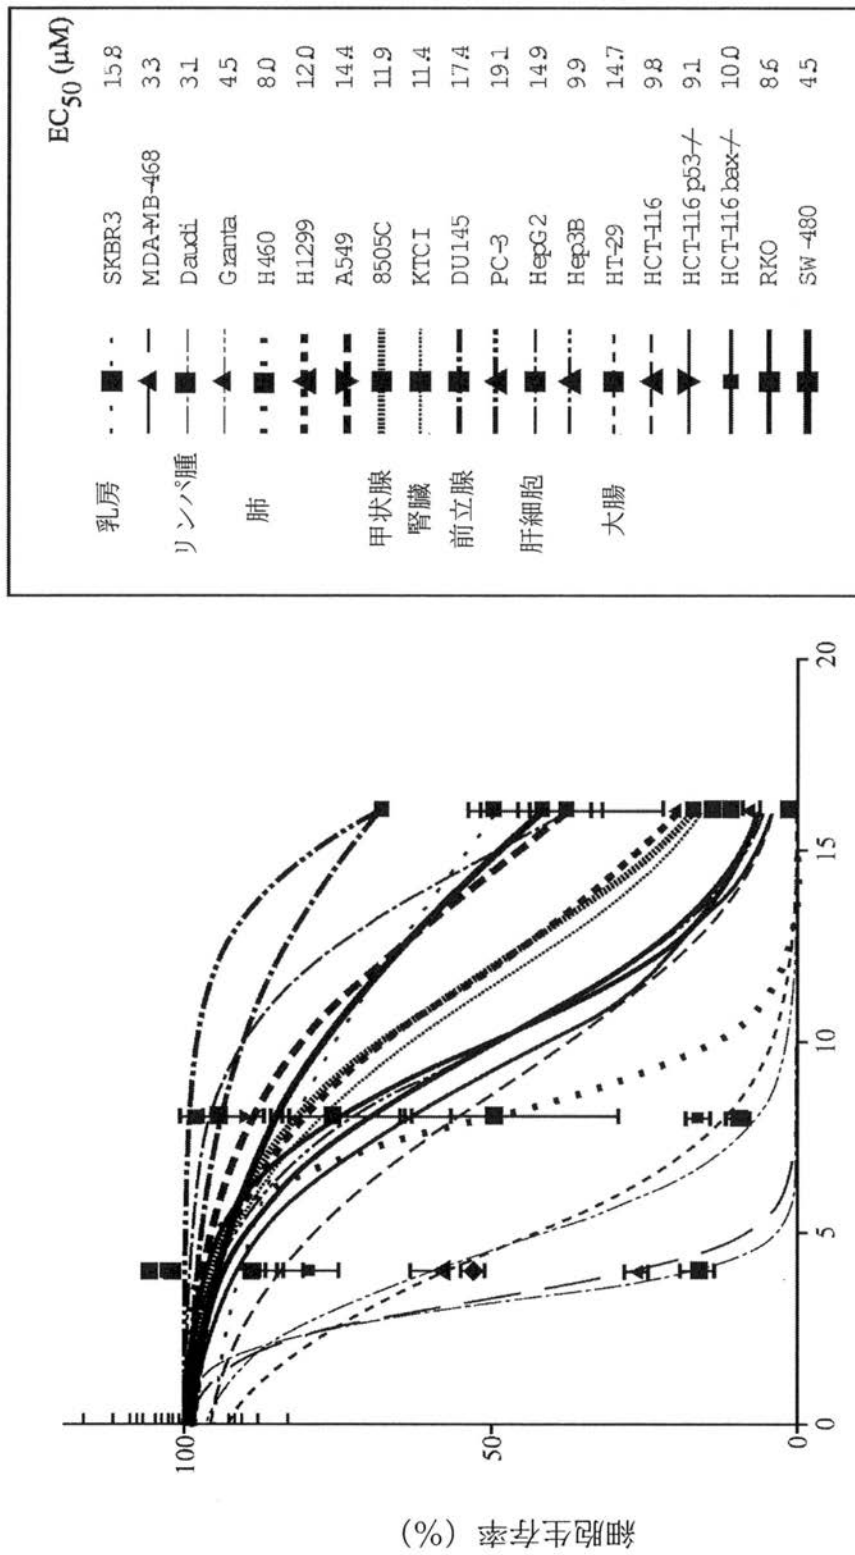 EC50 (μM)
乳房 SKBR3 15.8
MDA-MB-468 3.3
リンパ腫 Daudi 3.1
Granta 4.5
肺 H460 8.0
H1299 12.0
A549 14.4
甲状腺 8505C 11.9
腎臓 KTCI 11.4
前立腺 DU145 17.4
PC-3 19.1
肝細胞 HepG2 14.9
Hep3B 9.9
大腸 HT-29 14.7
HCT-116 9.8
HCT-116 p53-/- 9.1
HCT-116 bax-/- 10.0
RKO 8.6
SW-480 4.5
細胞生存率 (%)
100
50
0
0 5 10 15 20